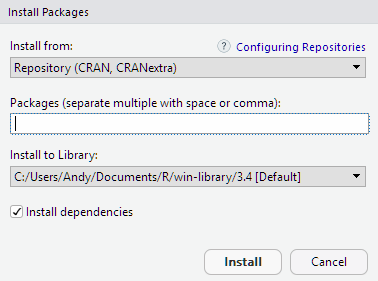 Install Packages
Install from:
? Configuring Repositories
Repository (CRAN, CRANextra)
Packages (separate multiple with space or comma):
Install to Library:
C:/Users/Andy/Documents/R/win-library/3.4 [Default]
Install dependencies
Install
Cancel